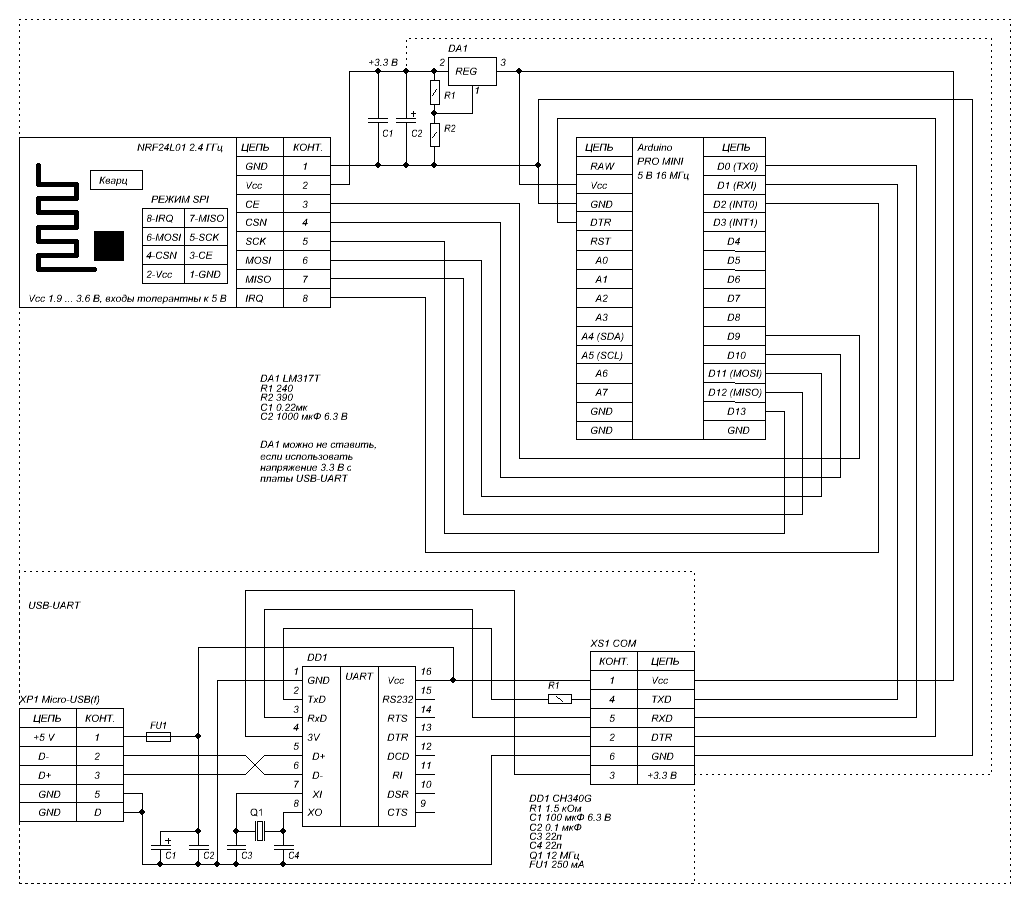 DA1
+3.3 В
2
REG
3
1
R1
+
C1
C2
R2
NRF24L01 2.4 ГГц
ЦЕПЬ
КОНТ.
GND
1
Vcc
2
CE
3
CSN
4
SCK
5
MOSI
6
MISO
7
IRQ
8
Кварц
РЕЖИМ SPI
8-IRQ
7-MISO
6-MOSI
5-SCK
4-CSN
3-CE
2-Vcc
1-GND
Vcc 1.9 ... 3.6 В, входы толерантны к 5 В
ЦЕПЬ
Arduino
PRO MINI
5 В 16 МГц
ЦЕПЬ
RAW
D0 (TX0)
Vcc
D1 (RXI)
GND
D2 (INT0)
DTR
D3 (INT1)
RST
D4
A0
D5
A1
D6
A2
D7
A3
D8
A4 (SDA)
D9
A5 (SCL)
D10
A6
D11 (MOSI)
A7
D12 (MISO)
GND
D13
GND
GND
DA1 LM317T
R1 240
R2 390
C1 0.22мк
C2 1000 мкФ 6.3 В
DA1 можно не ставить,
если использовать
напряжение 3.3 В с
платы USB-UART
USB-UART
XP1 Micro-USB(f)
ЦЕПЬ
КОНТ.
+5 V
1
D-
2
D+
3
GND
5
GND
D
FU1
+
C1
C2
C3
Q1
C4
DD1
UART
1
GND
Vcc
16
2
TxD
RS232
15
3
RxD
RTS
14
4
3V
DTR
13
5
D+
DCD
12
6
D-
RI
11
7
XI
DSR
10
8
XO
CTS
9
R1
XS1 COM
КОНТ.
ЦЕПЬ
1
Vcc
4
TXD
5
RXD
2
DTR
6
GND
3
+3.3 В
DD1 CH340G
R1 1.5 кОм
C1 100 мкФ 6.3 В
C2 0.1 мкФ
C3 22п
C4 22п
Q1 12 МГц
FU1 250 мА